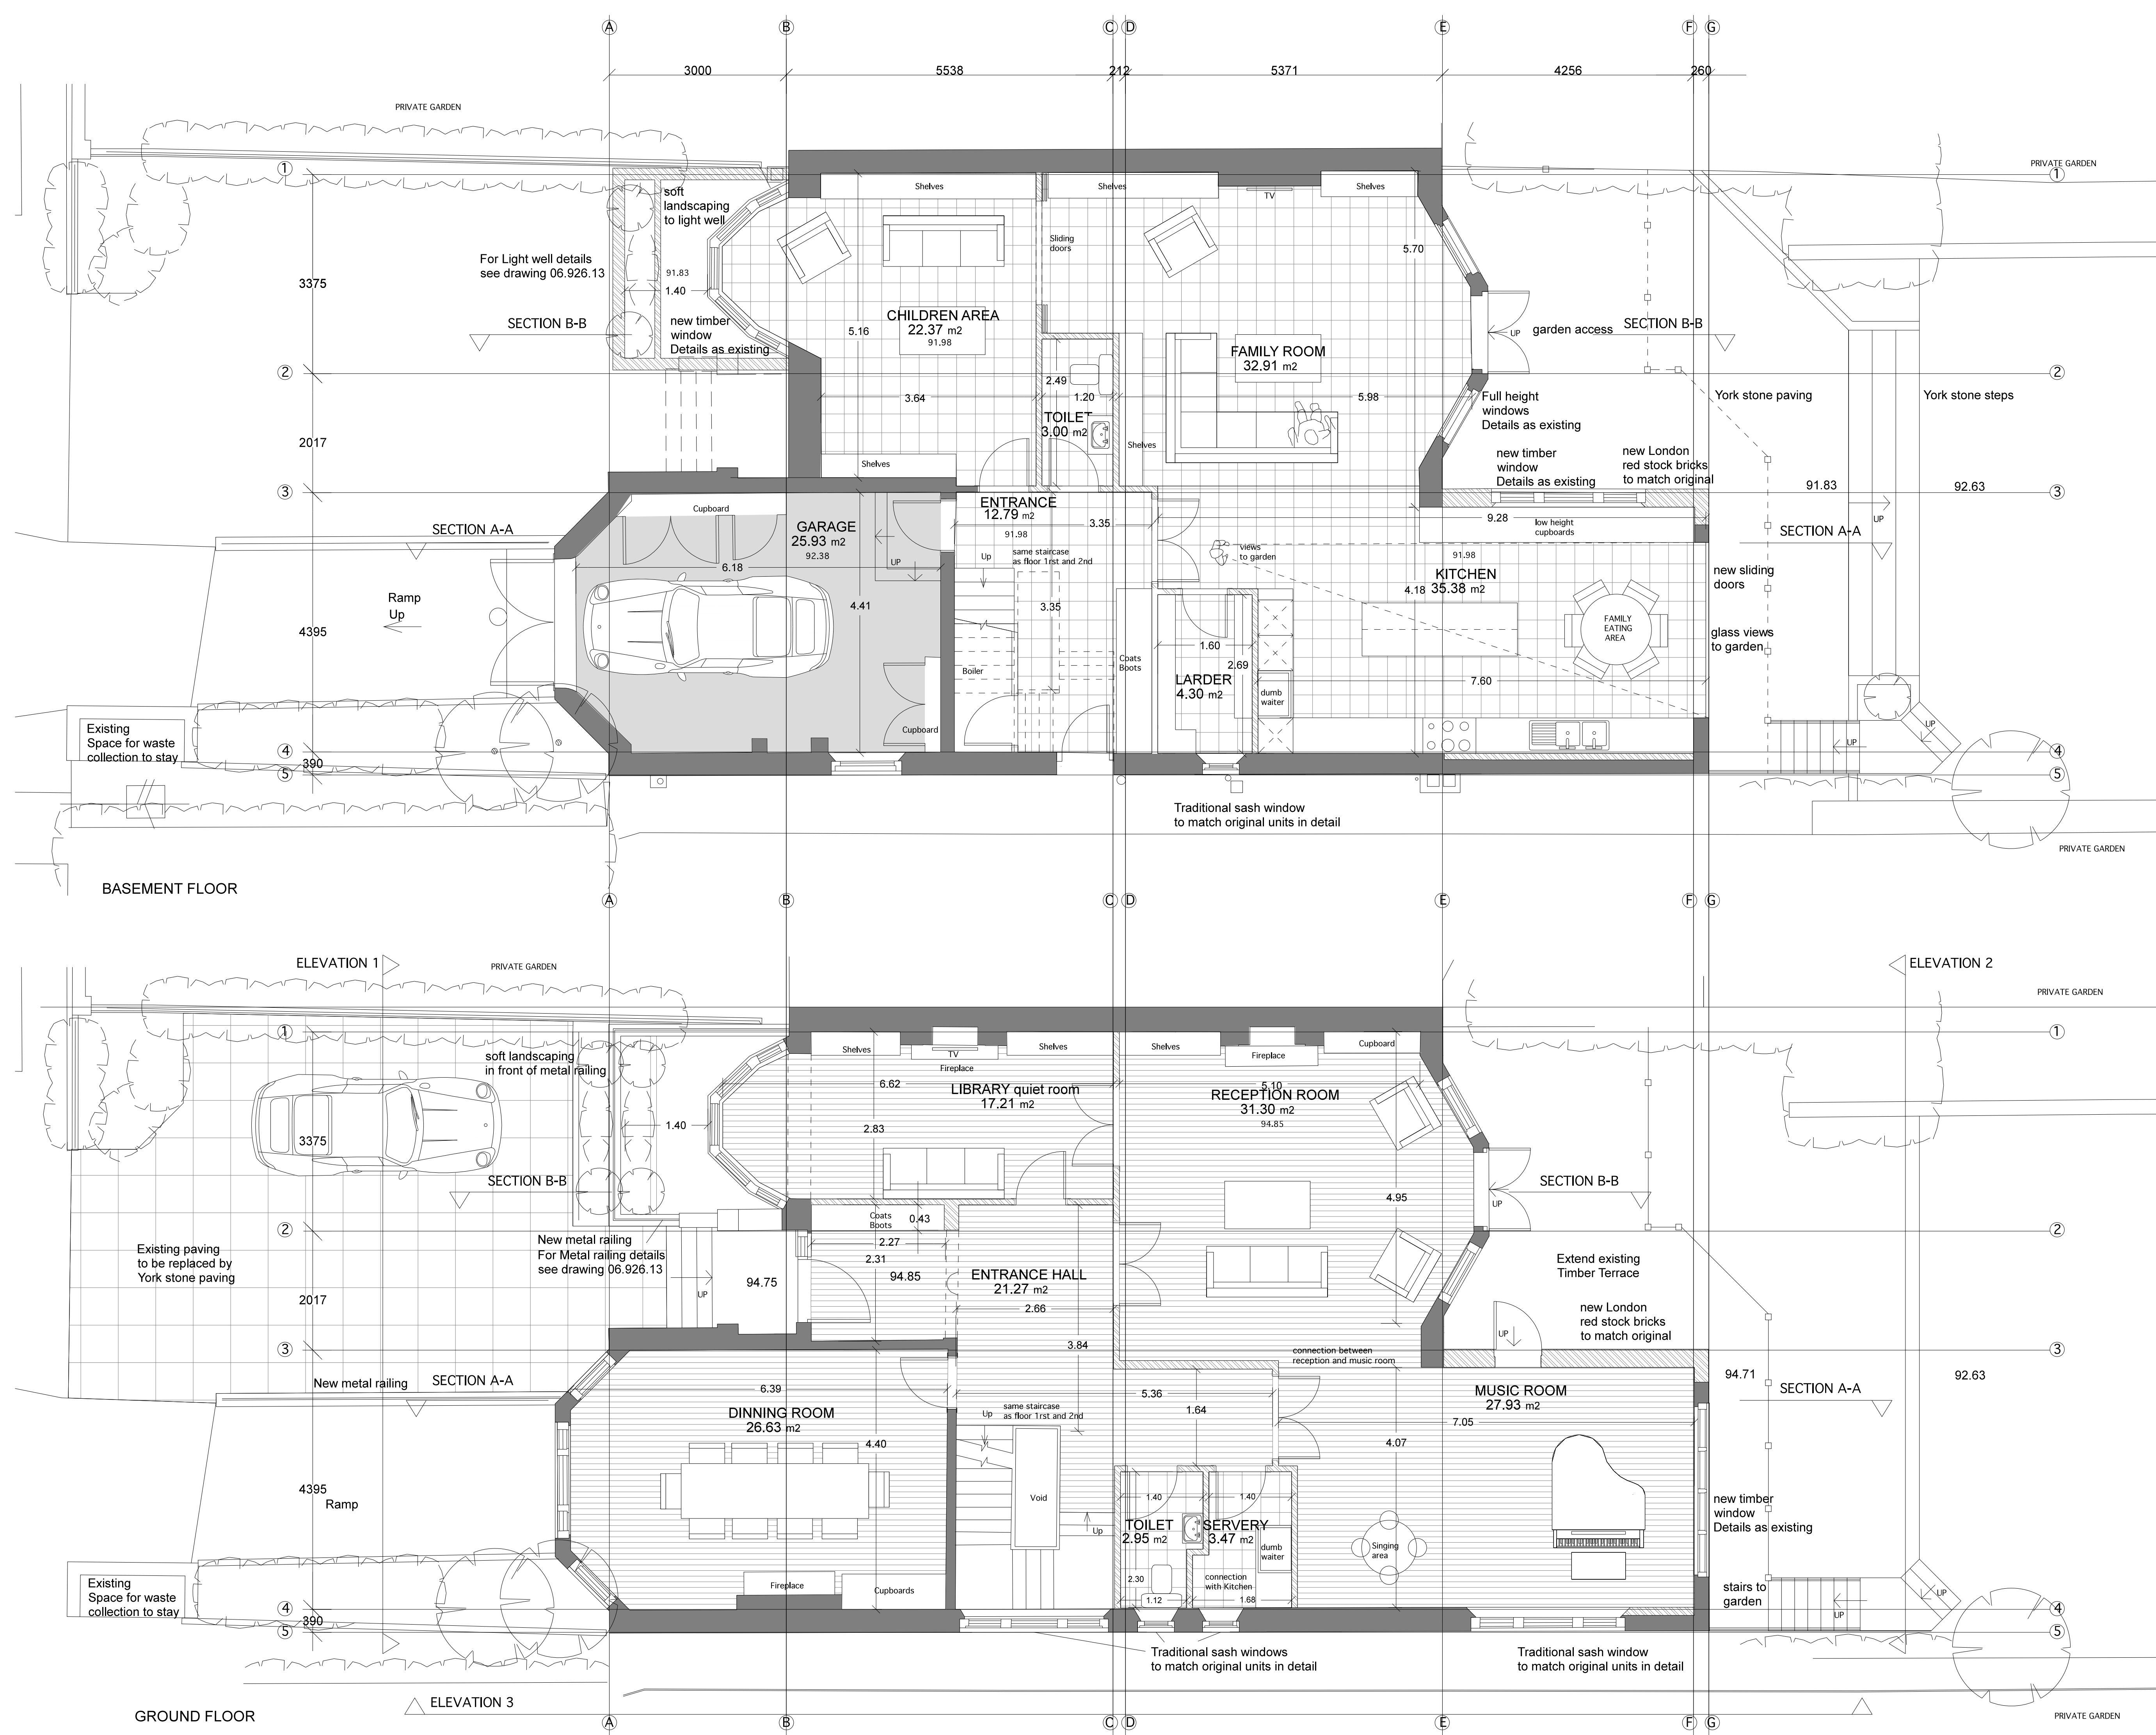 A B C D E F G
3000 5538 212 5371 4256 260
PRIVATE GARDEN
PRIVATE GARDEN
1
1
soft
landscaping
to light well
Shelves
Shelves
Shelves
TV
Sliding
doors
5.70
For Light well details
see drawing 06.926.13
91.83
1.40
3375
SECTION B-B
new timber
window
Details as existing
CHILDREN AREA
22.37 m2
91.98
5.16
UP
garden access
SECTION B-B
FAMILY ROOM
32.91 m2
2
2
2.49
3.64
1.20
5.98
TOILET
3.00 m2
Full height
windows
Details as existing
York stone paving
York stone steps
2017
Shelves
Shelves
new timber
window
Details as existing
new London
red stock bricks
to match original
91.83
92.63
3
3
ENTRANCE
12.79 m2
91.98
3.35
Cupboard
SECTION A-A
GARAGE
25.93 m2
92.38
9.28
low height
cupboards
UP
SECTION A-A
Up
same staircase
as floor 1rst and 2nd
views
to garden
91.98
UP
6.18
KITCHEN
35.38 m2
4.18
new sliding
doors
Ramp
Up
4.41
3.35
FAMILY
EATING
AREA
4395
glass views
to garden
1.60
2.69
Coats
Boots
Boiler
LARDER
4.30 m2
7.60
dumb
waiter
Existing
Space for waste
collection to stay
Cupboard
UP
UP
4
4
390
5
5
Traditional sash window
to match original units in detail
PRIVATE GARDEN
BASEMENT FLOOR
A B C D E F G
ELEVATION 1
PRIVATE GARDEN
ELEVATION 2
PRIVATE GARDEN
1
1
soft landscaping
in front of metal railing
Shelves
TV
Fireplace
Shelves
Shelves
Fireplace
Cupboard
6.62
LIBRARY quiet room
17.21 m2
5.10
RECEPTION ROOM
31.30 m2
94.85
1.40
2.83
3375
SECTION B-B
SECTION B-B
4.95
UP
Coats
Boots
0.43
2
2
Existing paving
to be replaced by
York stone paving
New metal railing
For Metal railing details
see drawing 06.926.13
2.27
2.31
94.75
94.85
UP
ENTRANCE HALL
21.27 m2
2.66
Extend existing
Timber Terrace
2017
new London
red stock bricks
to match original
UP
3.84
3
3
connection between
reception and music room
New metal railing
SECTION A-A
6.39
5.36
1.64
MUSIC ROOM
27.93 m2
7.05
94.71
92.63
SECTION A-A
DINNING ROOM
26.63 m2
Up
same staircase
as floor 1rst and 2nd
4.40
4.07
4395
Ramp
Void
1.40
1.40
Up
TOILET
2.95 m2
SERVERY
3.47 m2
dumb
waiter
Singing
area
new timber
window
Details as existing
2.30
connection
with Kitchen
1.12
1.68
Fireplace
Cupboards
Existing
Space for waste
collection to stay
stairs to
garden
UP
UP
4
4
390
5
5
Traditional sash windows
to match original units in detail
Traditional sash window
to match original units in detail
ELEVATION 3
GROUND FLOOR
PRIVATE GARDEN
A B C D E F G